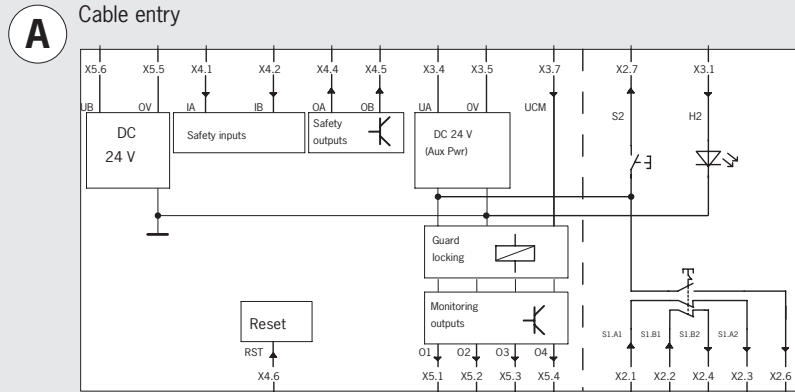 A
Cable entry
X5.6 X5.5 X4.1 X4.2 X4.4 X4.5 X3.4 X3.5 X3.7 X2.7 X3.1
UB OV IA IB OA OB UA OV UCM S2 H2
DC
24 V
Safety inputs
Safety
outputs
DC 24 V
(Aux Pwr)
Guard
locking
Monitoring
outputs
Reset
RST
X4.6
O1 O2 O3 O4
X5.1 X5.2 X5.3 X5.4
S1.A1 S1.B1 S1.B2 S1.A2
X2.1 X2.2 X2.4 X2.3 X2.6